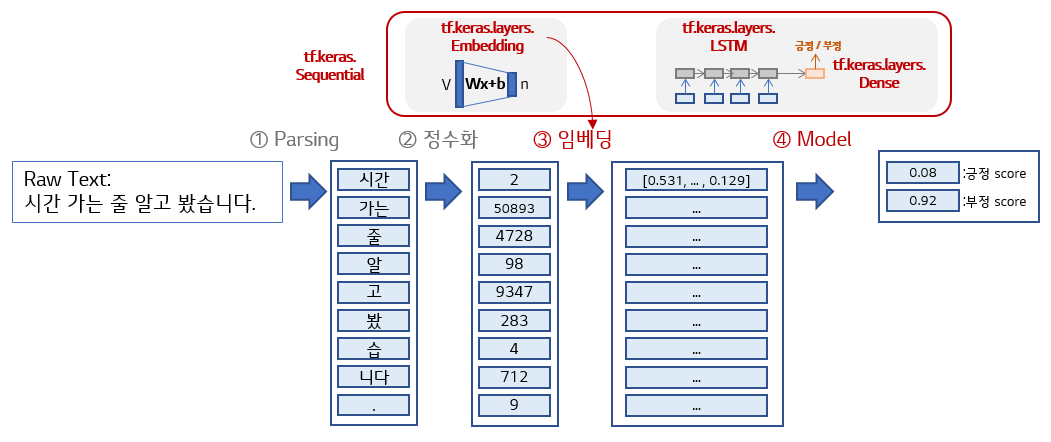 tf.keras.
Sequential
tf.keras.layers.
Embedding
V
Wx+b
n
tf.keras.layers.
LSTM
긍정 / 부정
tf.keras.layers.
Dense
① Parsing
② 정수화
③ 임베딩
④ Model
Raw Text:
시간 가는 줄 알고 봤습니다.
시간
가는
줄
알
고
봤
습
니다
.
2
50893
4728
98
9347
283
4
712
9
[0.531, … , 0.129]
…
…
…
…
…
…
…
…
0.08 :긍정 score
0.92 :부정 score